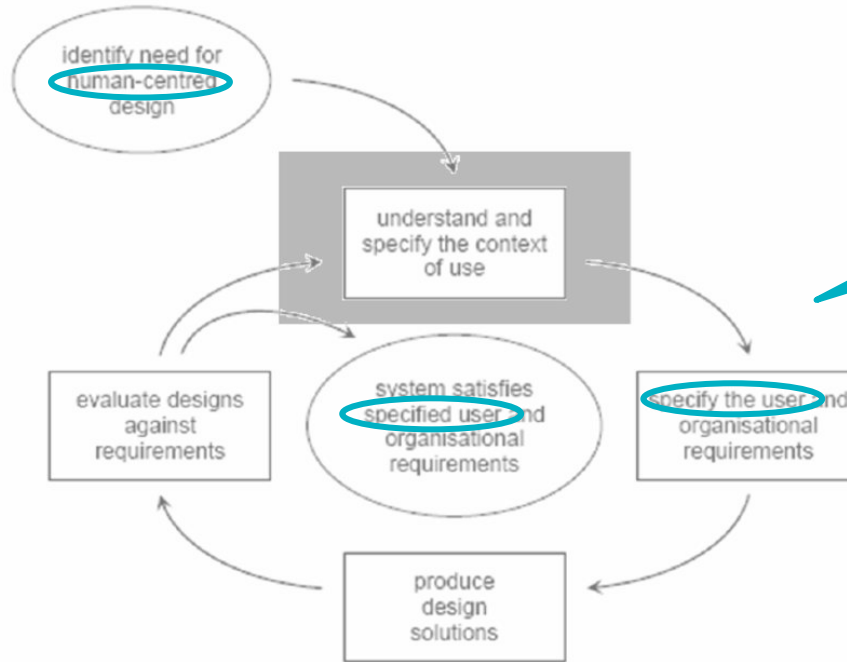 identify need for
human-centred
design
understand and
specify the context
of use
evaluate designs
against
requirements
system satisfies
specified user and
organisational
requirements
specify the user and
organisational
requirements
produce
design
solutions